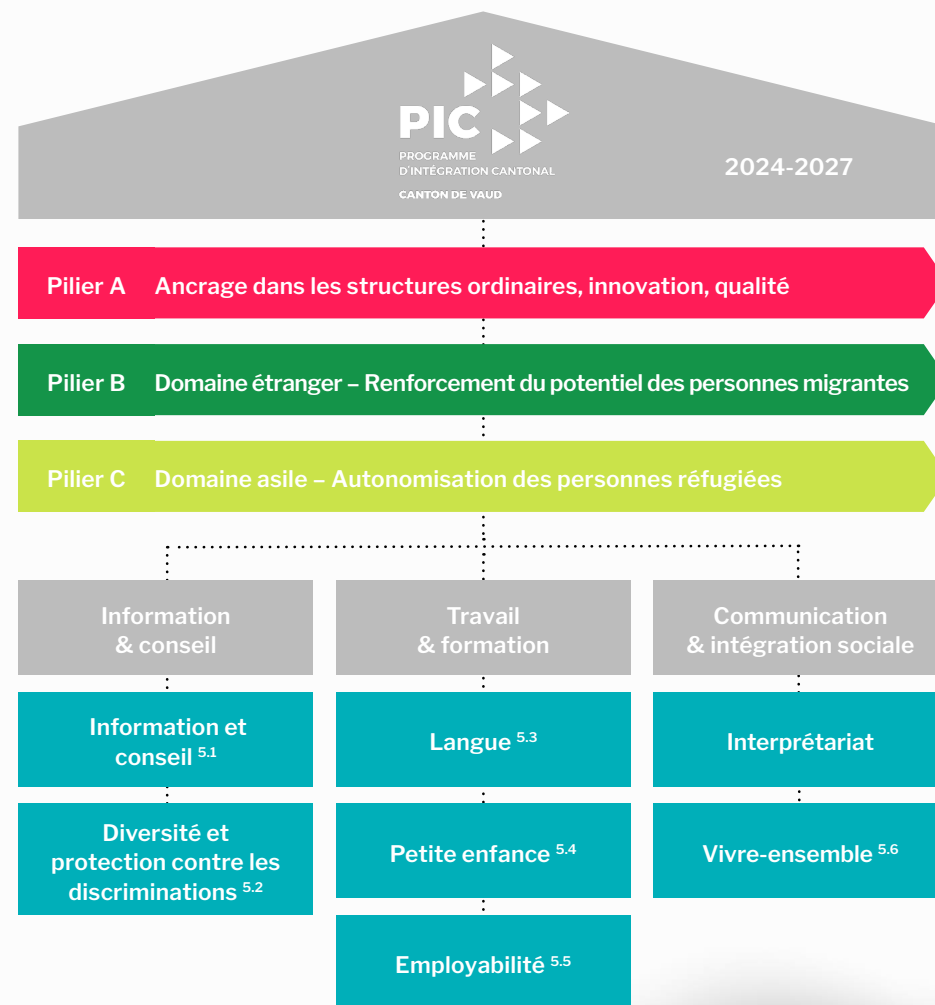 PIC
PROGRAMME
D'INTÉGRATION CANTONAL
CANTON DE VAUD
2024-2027
Pilier A Ancrage dans les structures ordinaires, innovation, qualité
Pilier B Domaine étranger – Renforcement du potentiel des personnes migrantes
Pilier C Domaine asile – Autonomisation des personnes réfugiées
Information
& conseil
Travail
& formation
Communication
& intégration sociale
Information et
conseil 5.1
Langue 5.3
Interprétariat
Diversité et
protection contre les
discriminations 5.2
Petite enfance 5.4
Vivre-ensemble 5.6
Employabilité 5.5